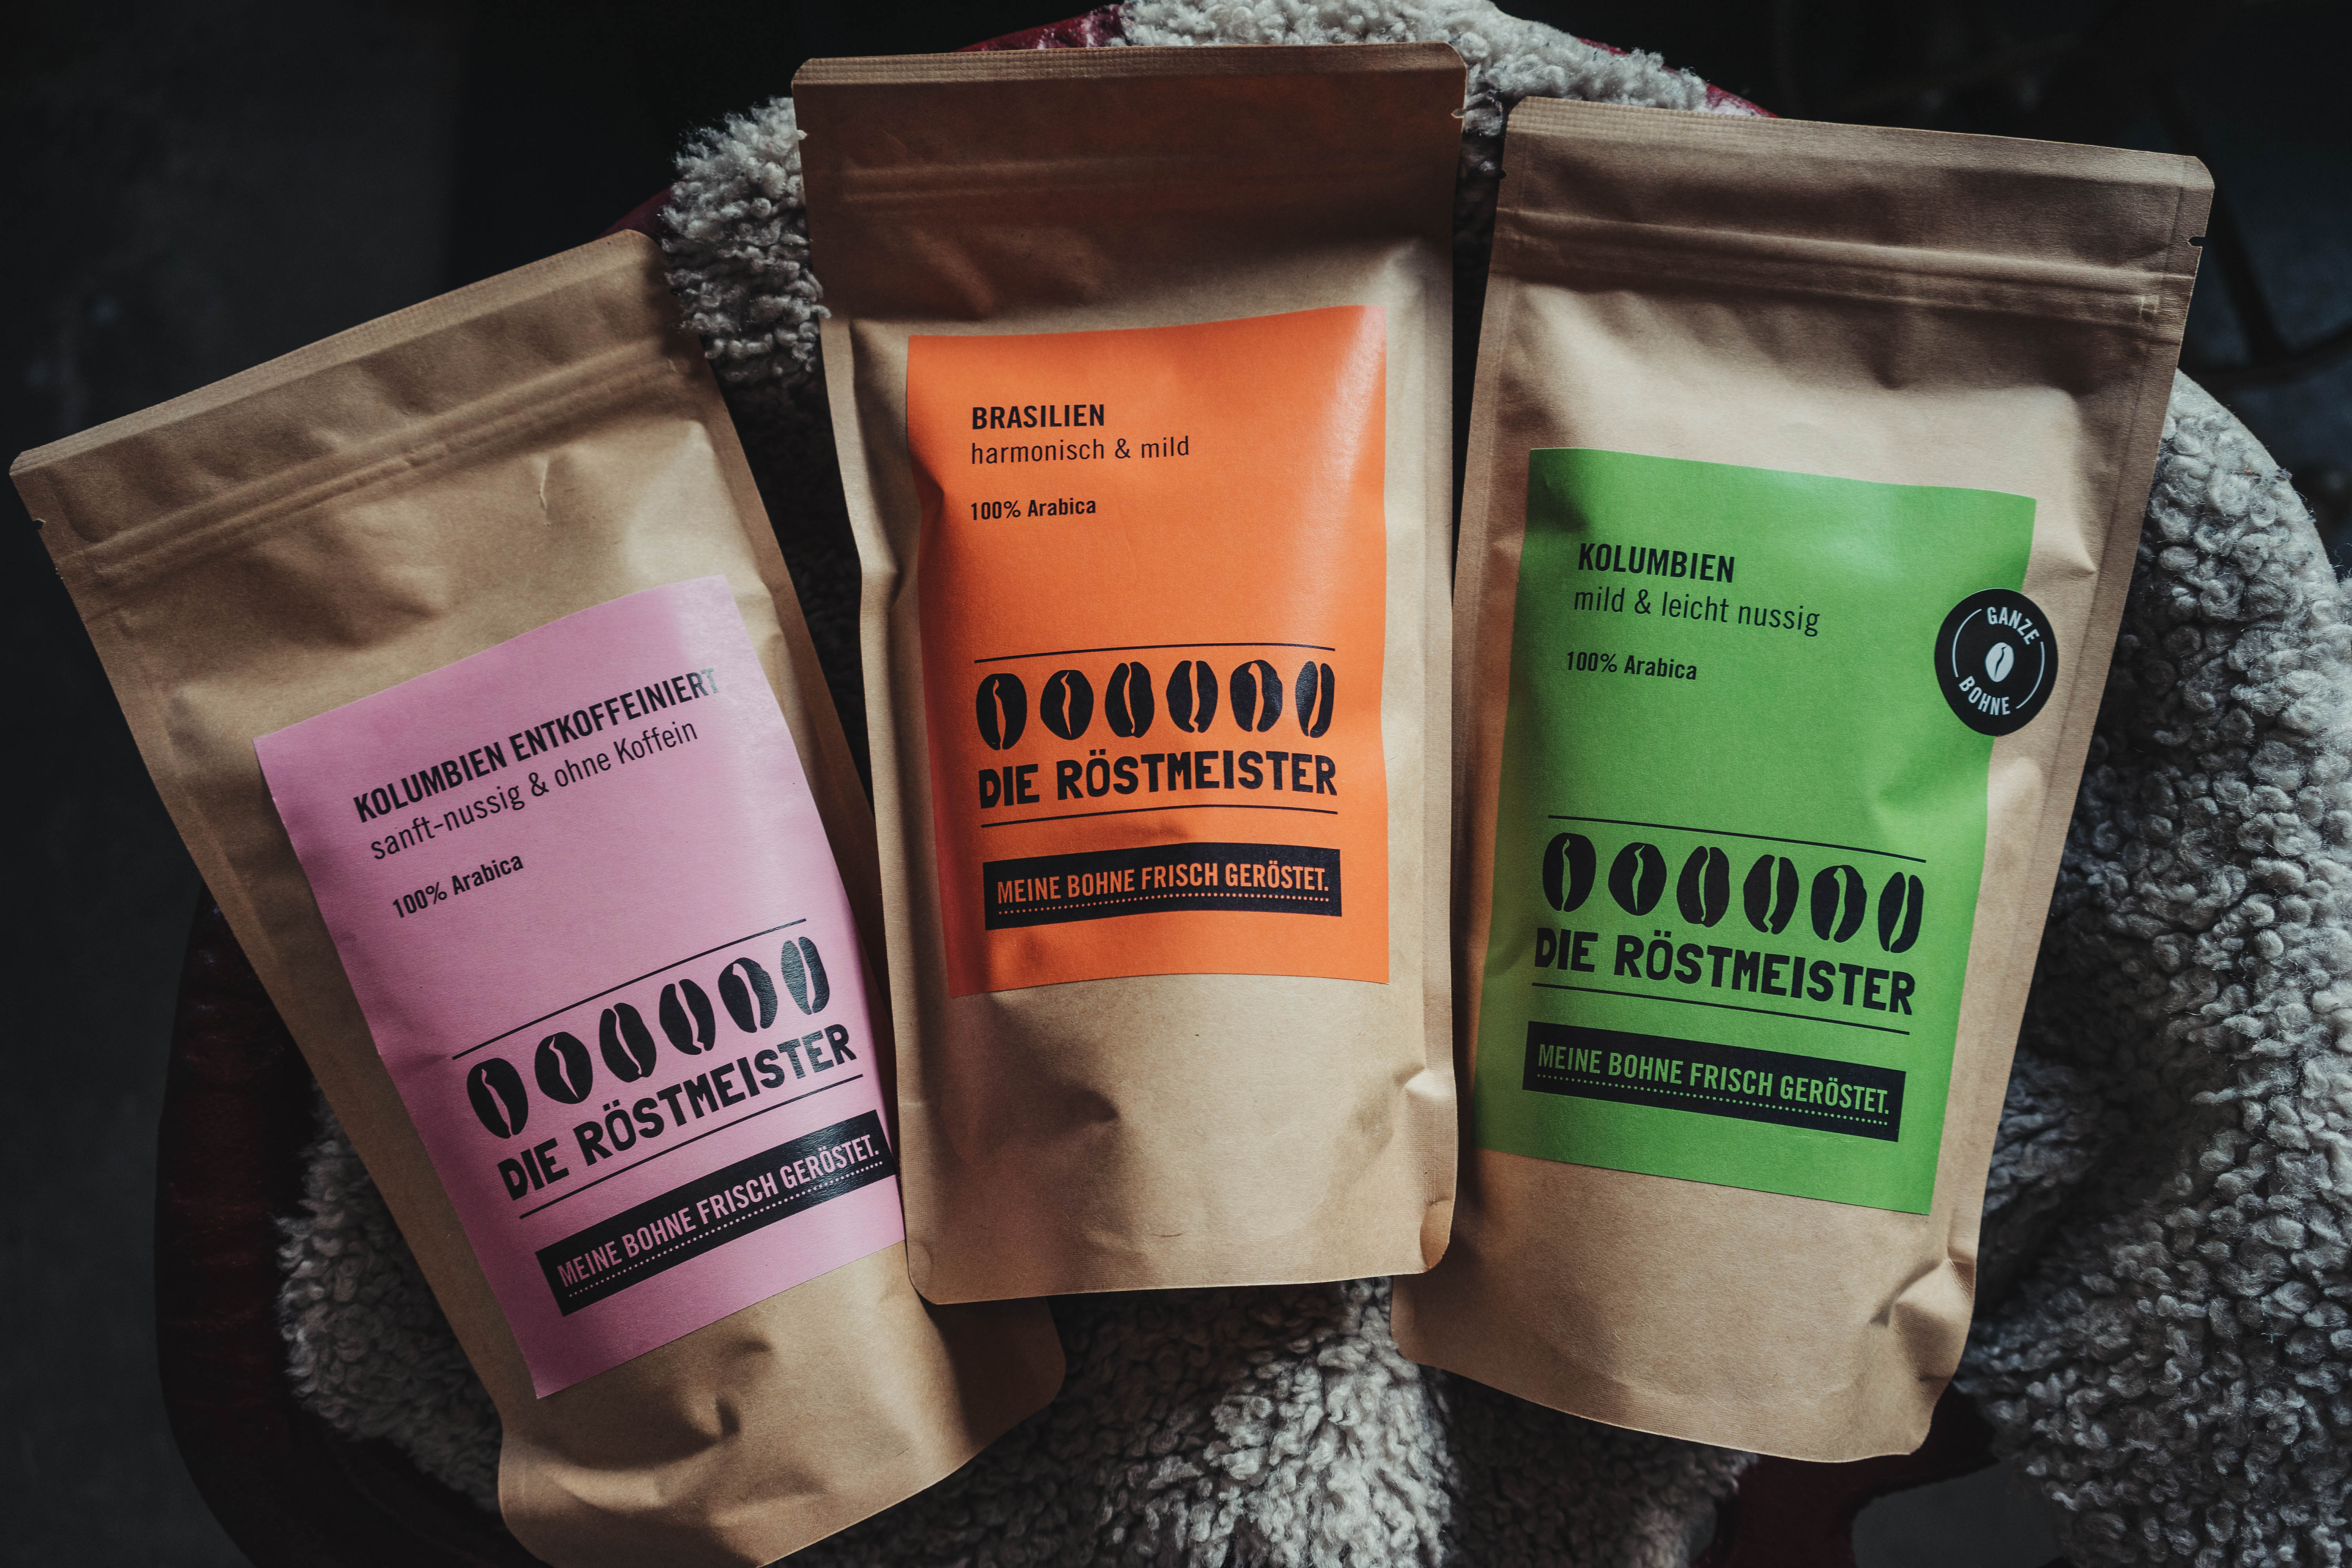 KOLUMBIEN ENTKOFFEINIERT
sanft-nussig & ohne Koffein
100% Arabica
DIE RÖSTMEISTER
MEINE BOHNE FRISCH GERÖSTET.
BRASILIEN
harmonisch & mild
100% Arabica
DIE RÖSTMEISTER
MEINE BOHNE FRISCH GERÖSTET.
KOLUMBIEN
mild & leicht nussig
100% Arabica
GANZE
BOHNE
DIE RÖSTMEISTER
MEINE BOHNE FRISCH GERÖSTET.